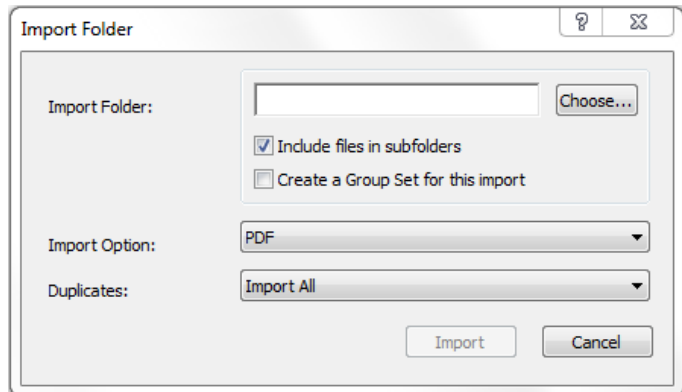 Import Folder
Import Folder:
Choose...
Include files in subfolders
Create a Group Set for this import
Import Option:
PDF
Duplicates:
Import All
Import
Cancel